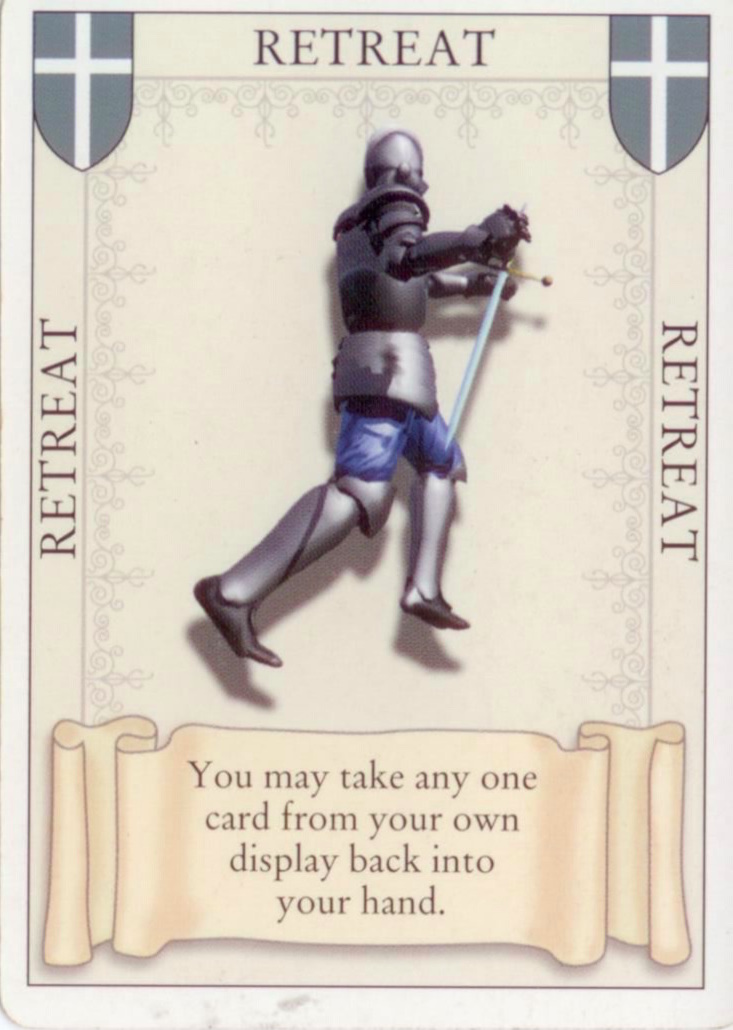 RETREAT
RETREAT
RETREAT
You may take any one
card from your own
display back into
your hand.